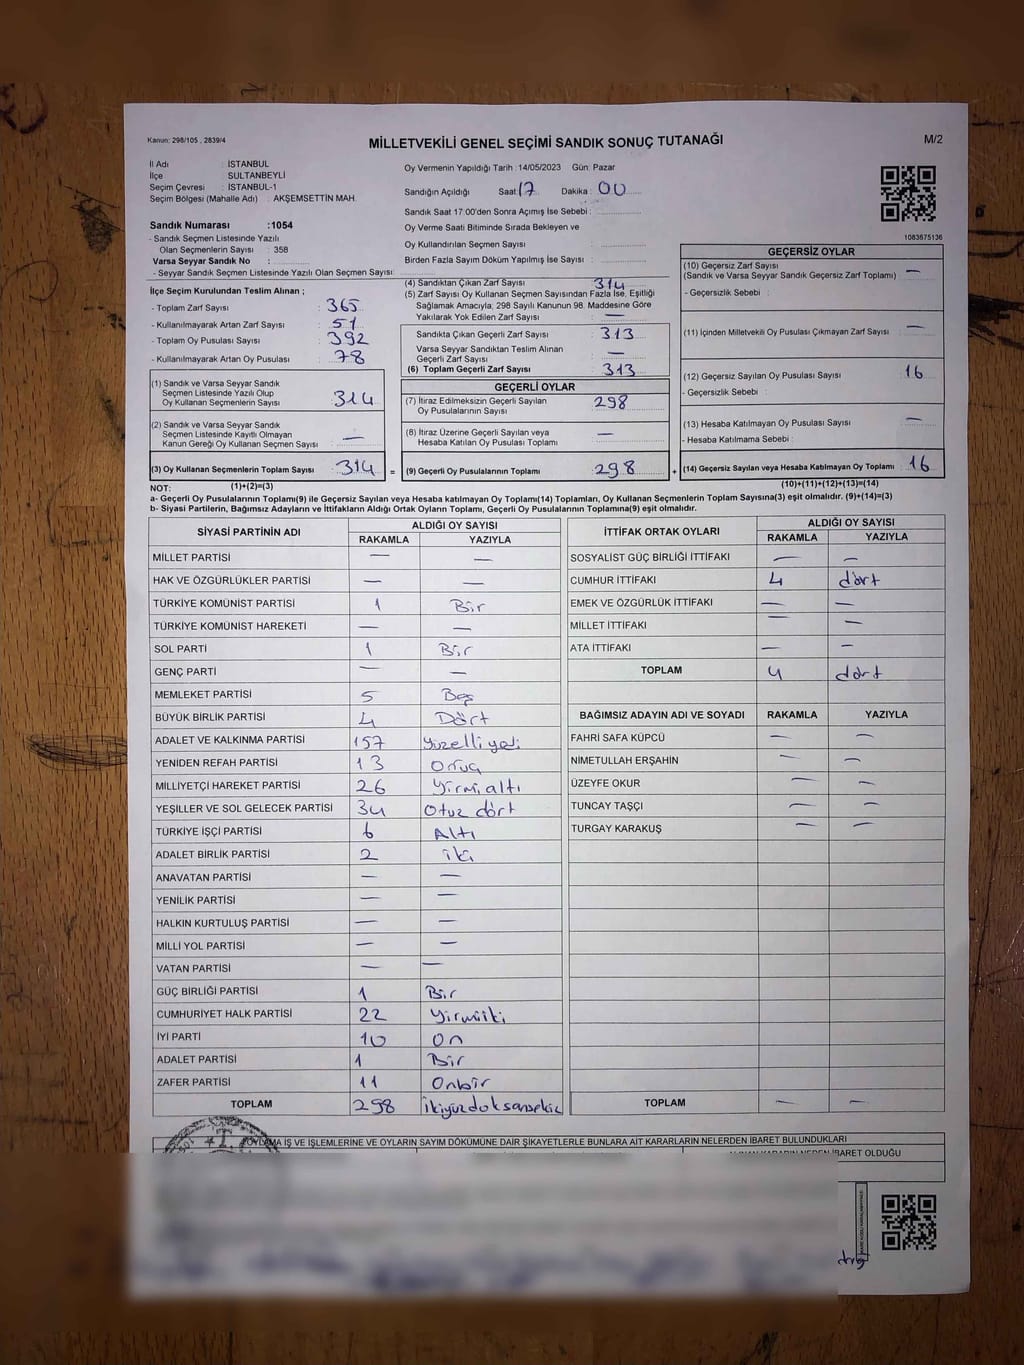 Kanun: 298/105 , 2839/4
MİLLETVEKİLİ GENEL SEÇİMİ SANDIK SONUÇ TUTANAĞI
M/2
İl Adı : İSTANBUL
İlçe : SULTANBEYLİ
Seçim Çevresi : İSTANBUL-1
Seçim Bölgesi (Mahalle Adı) : AKŞEMSETTİN MAH.
Sandık Numarası :1054
- Sandık Seçmen Listesinde Yazılı
Olan Seçmenlerin Sayısı : 358
Varsa Seyyar Sandık No :
- Seyyar Sandık Seçmen Listesinde Yazılı Olan Seçmen Sayısı:
Oy Vermenin Yapıldığı Tarih : 14/05/2023 Gün: Pazar
Sandığın Açıldığı Saat: 17 Dakika : 00
Sandık Saat 17:00'den Sonra Açımış İse Sebebi :
Oy Verme Saati Bitiminde Sırada Bekleyen ve
Oy Kullandırılan Seçmen Sayısı :
Birden Fazla Sayım Döküm Yapılmış İse Sayısı :
1083675136
İlçe Seçim Kurulundan Teslim Alınan ;
- Toplam Zarf Sayısı : 365
- Kullanılmayarak Artan Zarf Sayısı : 51
- Toplam Oy Pusulası Sayısı : 392
- Kullanılmayarak Artan Oy Pusulası : 78
(1) Sandık ve Varsa Seyyar Sandık
Seçmen Listesinde Yazılı Olup
Oy Kullanan Seçmenlerin Sayısı : 314
(2) Sandık ve Varsa Seyyar Sandık
Seçmen Listesinde Kayıtlı Olmayan
Kanun Gereği Oy Kullanan Seçmen Sayısı : —
(3) Oy Kullanan Seçmenlerin Toplam Sayısı : 314
(4) Sandıktan Çıkan Zarf Sayısı : 314
(5) Zarf Sayısı Oy Kullanan Seçmen Sayısından Fazla İse, Eşitliği
Sağlamak Amacıyla; 298 Sayılı Kanunun 98. Maddesine Göre
Yakılarak Yok Edilen Zarf Sayısı : —
Sandıkta Çıkan Geçerli Zarf Sayısı : 313
Varsa Seyyar Sandıktan Teslim Alınan
Geçerli Zarf Sayısı : —
(6) Toplam Geçerli Zarf Sayısı : 313
GEÇERLİ OYLAR
(7) İtiraz Edilmeksizin Geçerli Sayılan
Oy Pusulalarının Sayısı : 298
(8) İtiraz Üzerine Geçerli Sayılan veya
Hesaba Katılan Oy Pusulası Toplamı : —
= (9) Geçerli Oy Pusulalarının Toplamı : 298
GEÇERSİZ OYLAR
(10) Geçersiz Zarf Sayısı
(Sandık ve Varsa Seyyar Sandık Geçersiz Zarf Toplamı) : —
- Geçersizlik Sebebi :
(11) İçinden Milletvekili Oy Pusulası Çıkmayan Zarf Sayısı : —
(12) Geçersiz Sayılan Oy Pusulası Sayısı : 16
- Geçersizlik Sebebi :
(13) Hesaba Katılmayan Oy Pusulası Sayısı : —
- Hesaba Katılmama Sebebi :
+ (14) Geçersiz Sayılan veya Hesaba Katılmayan Oy Toplamı : 16
NOT: (1)+(2)=(3) (10)+(11)+(12)+(13)=(14)
a- Geçerli Oy Pusulalarının Toplamı(9) ile Geçersiz Sayılan veya Hesaba katılmayan Oy Toplamı(14) Toplamları, Oy Kullanan Seçmenlerin Toplam Sayısına(3) eşit olmalıdır. (9)+(14)=(3)
b- Siyasi Partilerin, Bağımsız Adayların ve İttifakların Aldığı Ortak Oyların Toplamı, Geçerli Oy Pusulalarının Toplamına(9) eşit olmalıdır.
SİYASİ PARTİNİN ADI ALDIĞI OY SAYISI
RAKAMLA YAZIYLA
MİLLET PARTİSİ — —
HAK VE ÖZGÜRLÜKLER PARTİSİ — —
TÜRKİYE KOMÜNİST PARTİSİ 1 Bir
TÜRKİYE KOMÜNİST HAREKETİ — —
SOL PARTİ 1 Bir
GENÇ PARTİ — —
MEMLEKET PARTİSİ 5 Beş
BÜYÜK BİRLİK PARTİSİ 4 Dört
ADALET VE KALKINMA PARTİSİ 157 Yüzelliyedi
YENİDEN REFAH PARTİSİ 13 Onüç
MİLLİYETÇİ HAREKET PARTİSİ 26 Yirmialtı
YEŞİLLER VE SOL GELECEK PARTİSİ 34 Otuz dört
TÜRKİYE İŞÇİ PARTİSİ 6 Altı
ADALET BİRLİK PARTİSİ 2 iki
ANAVATAN PARTİSİ — —
YENİLİK PARTİSİ — —
HALKIN KURTULUŞ PARTİSİ — —
MİLLİ YOL PARTİSİ — —
VATAN PARTİSİ — —
GÜÇ BİRLİĞİ PARTİSİ 1 Bir
CUMHURİYET HALK PARTİSİ 22 Yirmiiki
İYİ PARTİ 10 On
ADALET PARTİSİ 1 Bir
ZAFER PARTİSİ 11 Onbir
TOPLAM 298 İkiyüzdoksansekiz
İTTİFAK ORTAK OYLARI ALDIĞI OY SAYISI
RAKAMLA YAZIYLA
SOSYALİST GÜÇ BİRLİĞİ İTTİFAKI — —
CUMHUR İTTİFAKI 4 dört
EMEK VE ÖZGÜRLÜK İTTİFAKI — —
MİLLET İTTİFAKI — —
ATA İTTİFAKI — —
TOPLAM 4 dört
BAĞIMSIZ ADAYIN ADI VE SOYADI RAKAMLA YAZIYLA
FAHRİ SAFA KÜPCÜ — —
NİMETULLAH ERŞAHİN — —
ÜZEYFE OKUR — —
TUNCAY TAŞÇI — —
TURGAY KARAKUŞ — —
TOPLAM — —
OYLAMA İŞ VE İŞLEMLERİNE VE OYLARIN SAYIM DÖKÜMÜNE DAİR ŞİKAYETLERLE BUNLARA AİT KARARLARIN NELERDEN İBARET BULUNDUKLARI
ALINAN KARARIN NEDEN İBARET OLDUĞU